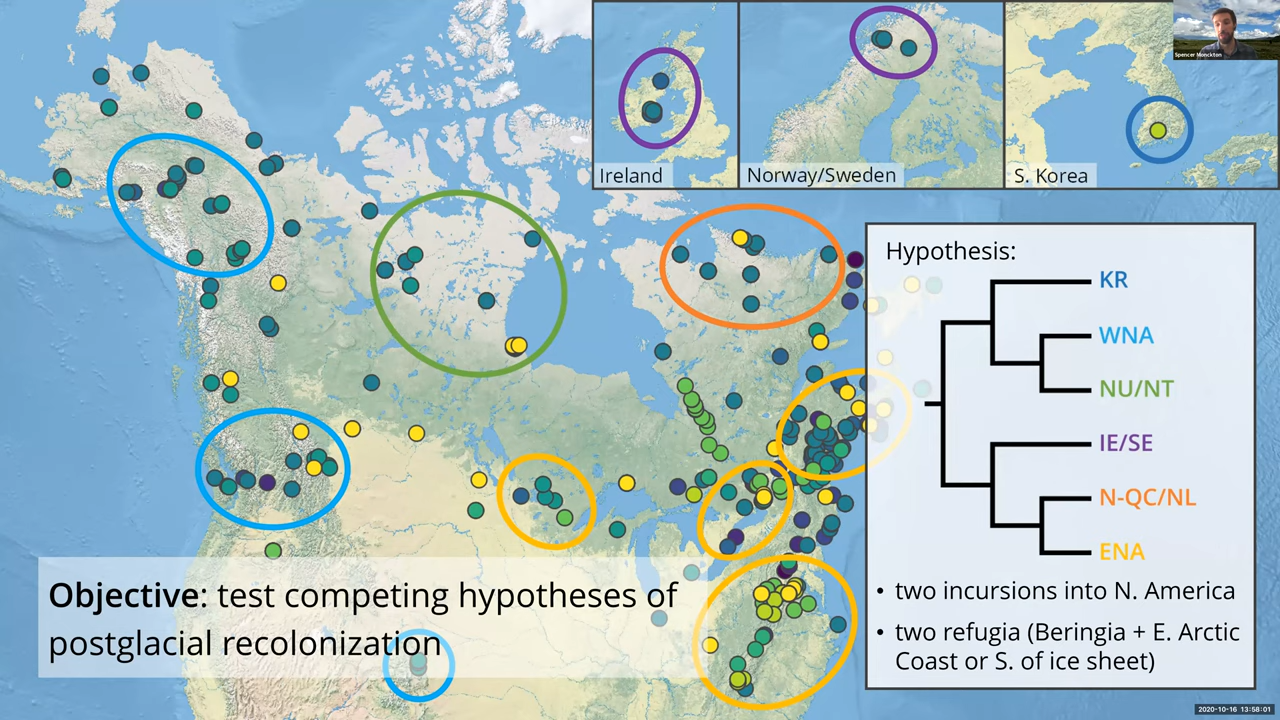 Ireland
Norway/Sweden
S. Korea
Spencer Monckton
Hypothesis:
KR
WNA
NU/NT
IE/SE
N-QC/NL
ENA
• two incursions into N. America
• two refugia (Beringia + E. Arctic
Coast or S. of ice sheet)
Objective: test competing hypotheses of
postglacial recolonization
2020-10-16 13:58:01